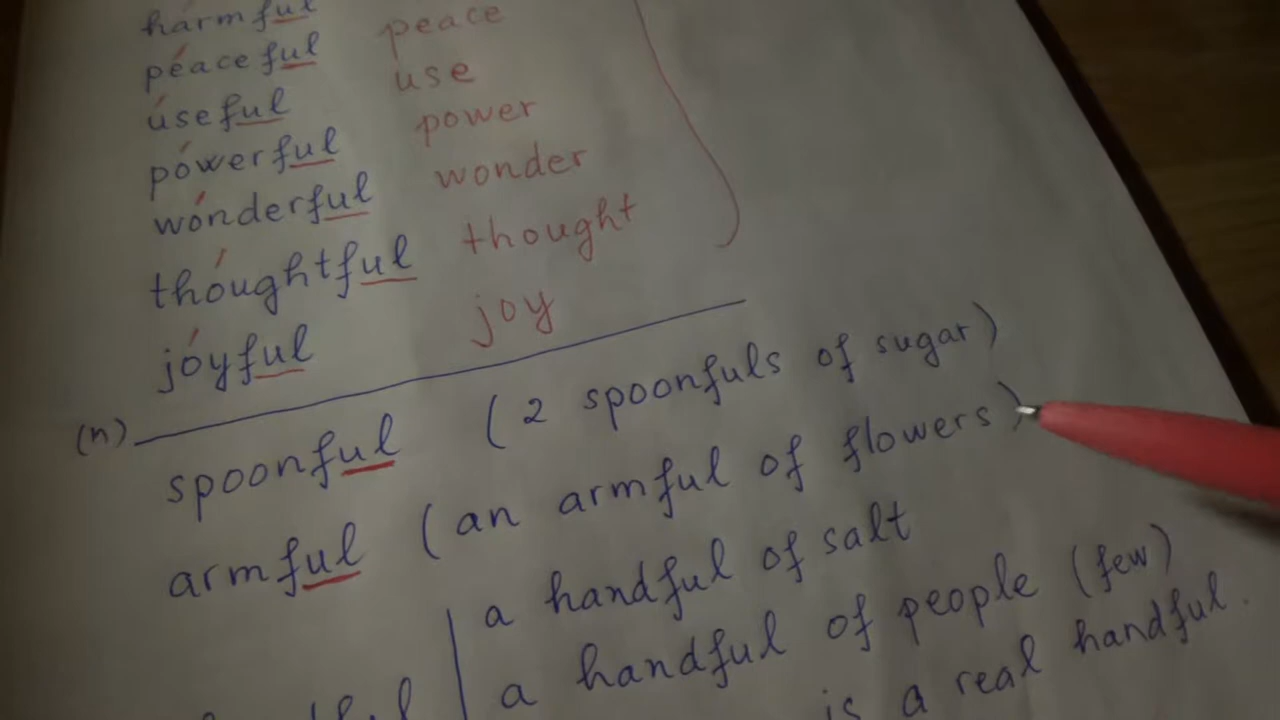 harmful
peaceful peace
useful use
powerful power
wonderful wonder
thoughtful thought
joyful joy
(n)
spoonful (2 spoonfuls of sugar)
armful (an armful of flowers)
a handful of salt
a handful of people (few)
is a real handful.